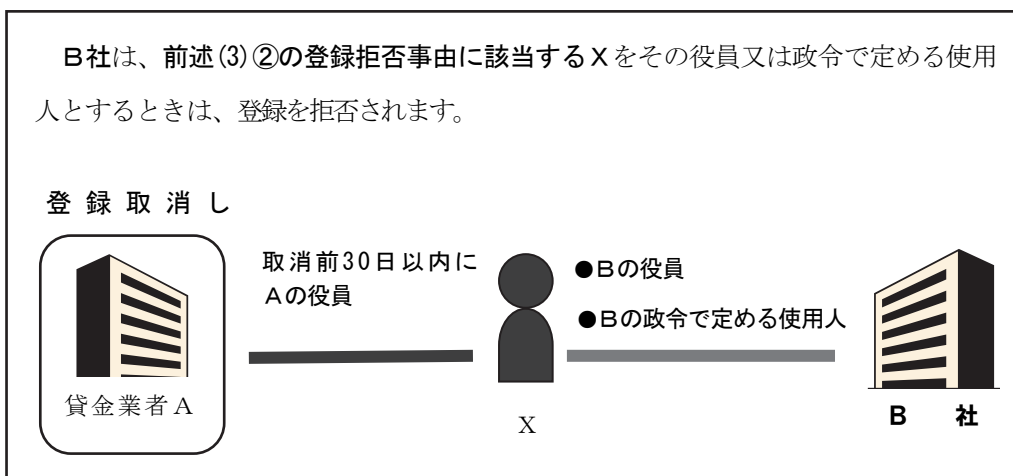 B社は、前述(3)②の登録拒否事由に該当するXをその役員又は政令で定める使用
人とするときは、登録を拒否されます。
登録取消し
取消前30日以内に
Aの役員
●Bの役員
●Bの政令で定める使用人
貸金業者A
X
B 社